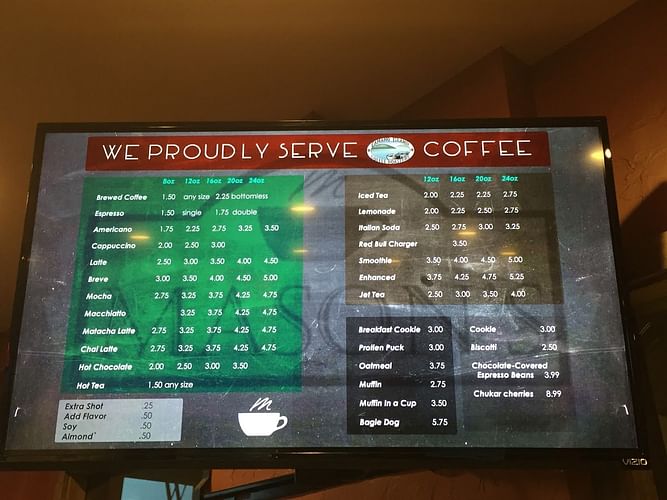 WE PROUDLY SERVE COFFEE
8oz 12oz 16oz 20oz 24oz
Brewed Coffee 1.50 any size 2.25 bottomless
Espresso 1.50 single 1.75 double
Americano 1.75 2.25 2.75 3.25 3.50
Cappuccino 2.00 2.50 3.00
Latte 2.50 3.00 3.50 4.00 4.50
Breve 3.00 3.50 4.00 4.50 5.00
Mocha 2.75 3.25 3.75 4.25 4.75
Macchiatto 3.25 3.75 4.25 4.75
Matacha Latte 2.75 3.25 3.75 4.25 4.75
Chai Latte 2.75 3.25 3.75 4.25 4.75
Hot Chocolate 2.00 2.50 3.00 3.50
Hot Tea 1.50 any size
Extra Shot .25
Add Flavor .50
Soy .50
Almond` .50
12oz 16oz 20oz 24oz
Iced Tea 2.00 2.25 2.25 2.75
Lemonade 2.00 2.25 2.50 2.75
Italian Soda 2.50 2.75 3.00 3.25
Red Bull Charger 3.50
Smoothie 3.50 4.00 4.50 5.00
Enhanced 3.75 4.25 4.75 5.25
Jet Tea 2.50 3.00 3.50 4.00
Breakfast Cookie 3.00
Protien Puck 3.00
Oatmeal 3.75
Muffin 2.75
Muffin in a Cup 3.50
Bagle Dog 5.75
Cookie 3.00
Biscotti 2.50
Chocolate-Covered
Espresso Beans 3.99
Chukar cherries 8.99
MASON'S
VIZIO